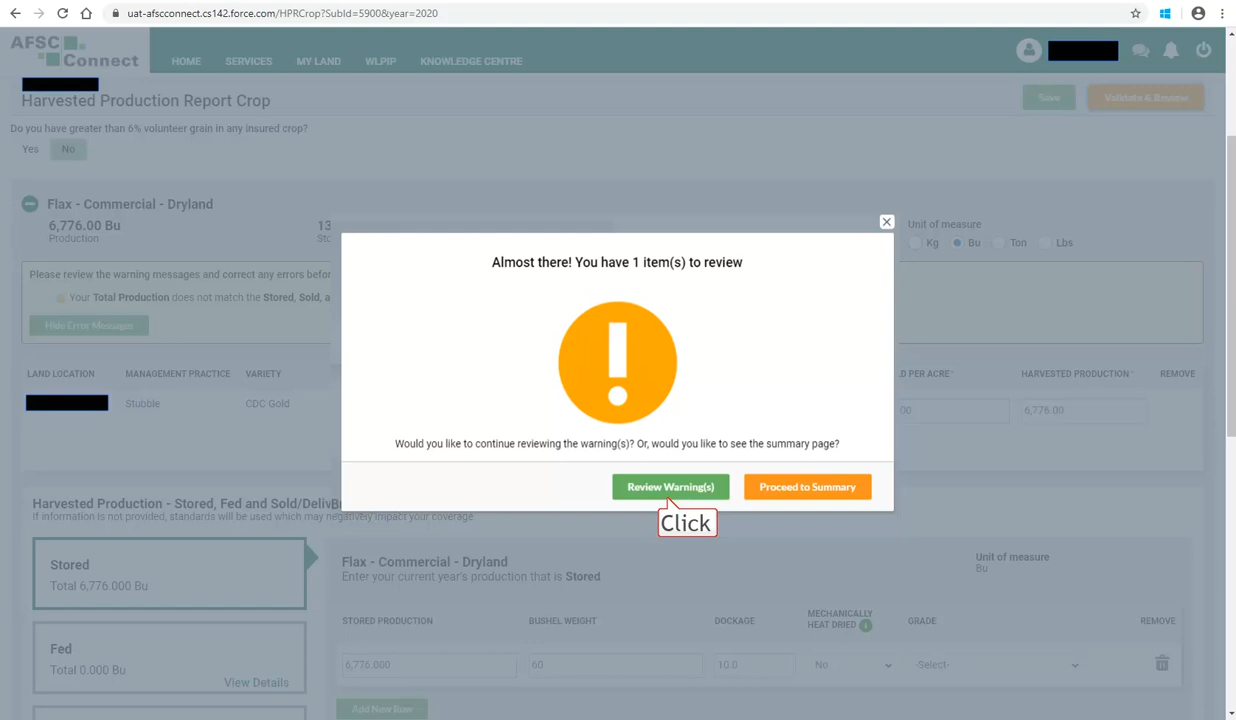 uat-afscconnect.cs142.force.com/HPRCrop?SubId=5900&year=2020
AFSC Connect
HOME SERVICES MY LAND WLPIP KNOWLEDGE CENTRE
Harvested Production Report Crop
Save Validate & Review
Do you have greater than 6% volunteer grain in any insured crop?
Yes No
Flax - Commercial - Dryland
6,776.00 Bu
Production
13
Unit of measure
Kg Bu Ton Lbs
Please review the warning messages and correct any errors befor
Your Total Production does not match the Stored, Sold, a
Hide Error Messages
Almost there! You have 1 item(s) to review
!
Would you like to continue reviewing the warning(s)? Or, would you like to see the summary page?
Review Warning(s) Proceed to Summary
Click
LAND LOCATION MANAGEMENT PRACTICE VARIETY
D PER ACRE* HARVESTED PRODUCTION* REMOVE
Stubble CDC Gold
00 6,776.00
Harvested Production - Stored, Fed and Sold/Deliv
If information is not provided, standards will be used which may negatively impact your coverage.
Stored
Total 6,776.000 Bu
Fed
Total 0.000 Bu
View Details
Flax - Commercial - Dryland
Enter your current year's production that is Stored
Unit of measure
Bu
STORED PRODUCTION BUSHEL WEIGHT DOCKAGE MECHANICALLY HEAT DRIED i GRADE REMOVE
6,776.000 60 10.0 No -Select-
Add New Row